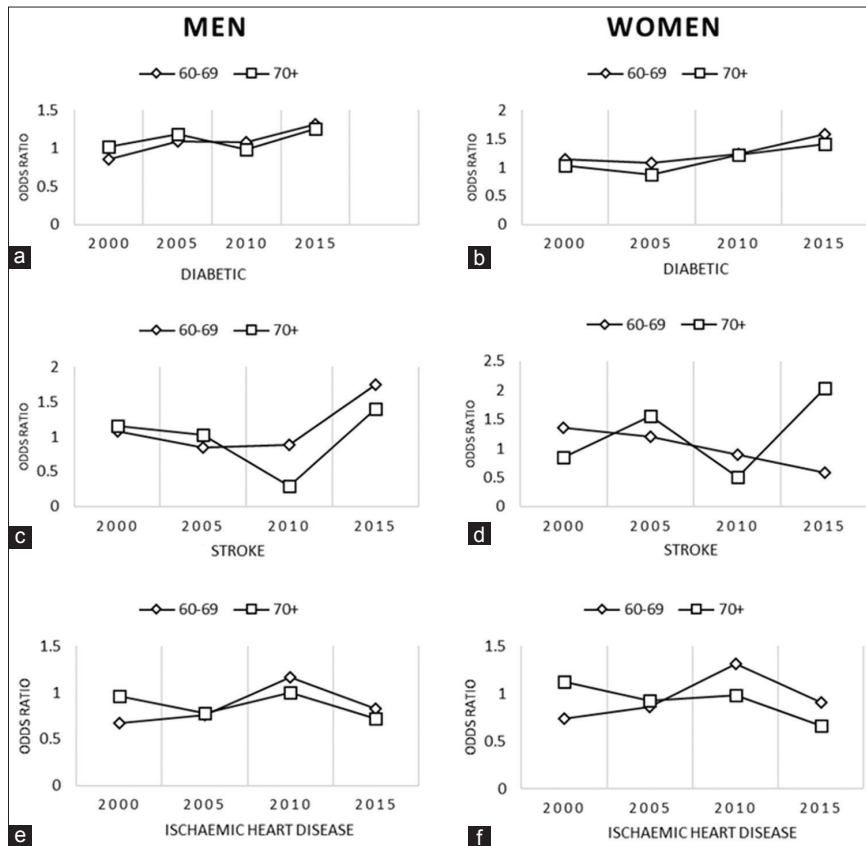 MEN
WOMEN
60-69 70+
60-69 70+
ODDS RATIO
1.5
1
0.5
0
2000 2005 2010 2015
DIABETIC
a
ODDS RATIO
2
1.5
1
0.5
0
2000 2005 2010 2015
DIABETIC
b
60-69 70+
ODDS RATIO
2
1.5
1
0.5
0
2000 2005 2010 2015
STROKE
c
60-69 70+
ODDS RATIO
2.5
2
1.5
1
0.5
0
2000 2005 2010 2015
STROKE
d
60-69 70+
ODDS RATIO
1.5
1
0.5
0
2000 2005 2010 2015
ISCHAEMIC HEART DISEASE
e
60-69 70+
ODDS RATIO
1.5
1
0.5
0
2000 2005 2010 2015
ISCHAEMIC HEART DISEASE
f